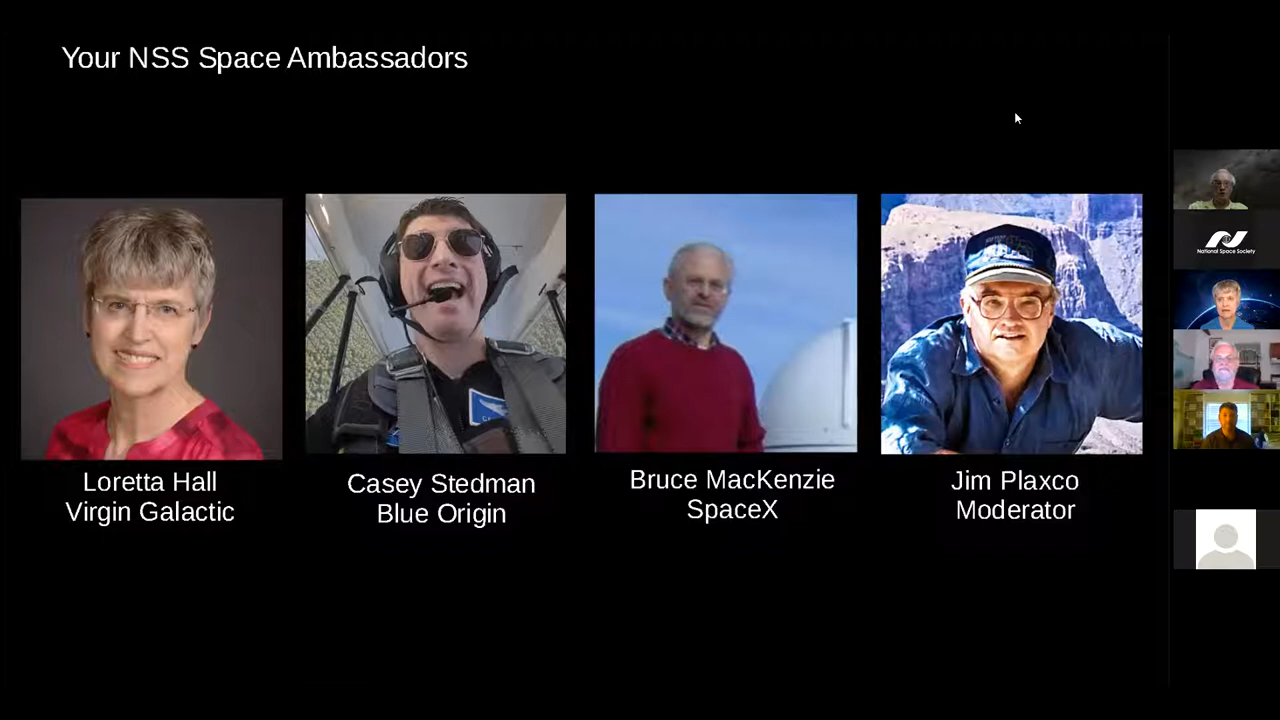 Your NSS Space Ambassadors
Loretta Hall
Virgin Galactic
Casey Stedman
Blue Origin
Bruce MacKenzie
SpaceX
Jim Plaxco
Moderator
National Space Society